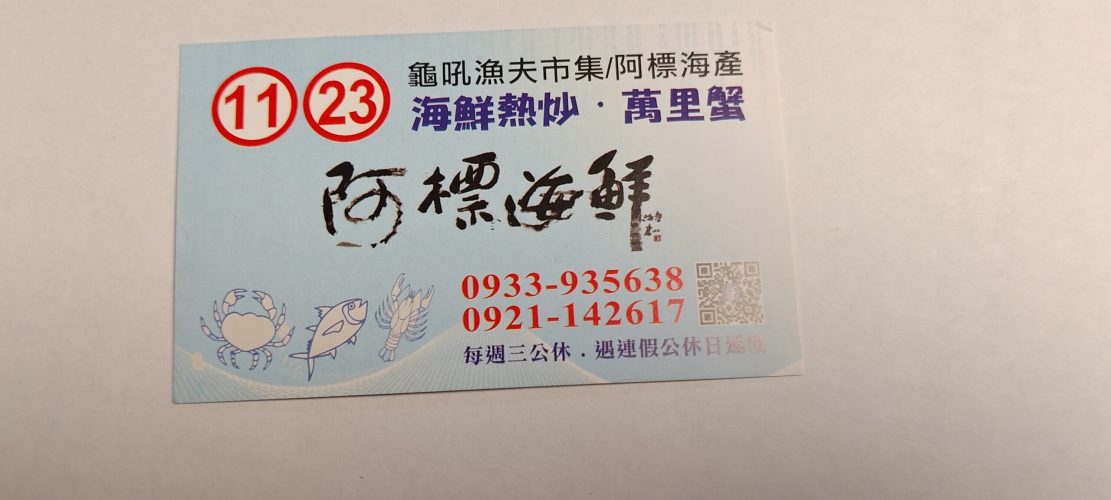 11 23
龜吼漁夫市集/阿標海產
海鮮熱炒．萬里蟹
阿標海鮮
0933-935638
0921-142617
每週三公休．遇連假公休日延後